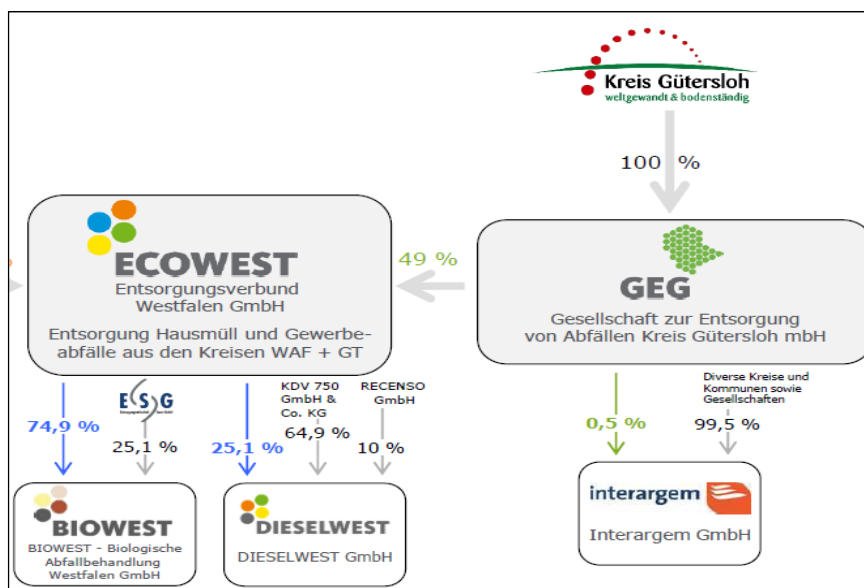 Kreis Gütersloh
weltgewandt & bodenständig
100 %
ECOWEST
Entsorgungsverbund
Westfalen GmbH
Entsorgung Hausmüll und Gewerbe-
abfälle aus den Kreisen WAF + GT
49 %
GEG
Gesellschaft zur Entsorgung
von Abfällen Kreis Gütersloh mbH
74,9 %
ESG
25,1 %
25,1 %
KDV 750
GmbH &
Co. KG
64,9 %
RECENSO
GmbH
10 %
0,5 %
Diverse Kreise und
Kommunen sowie
Gesellschaften
99,5 %
BIOWEST
BIOWEST - Biologische
Abfallbehandlung
Westfalen GmbH
DIESELWEST
DIESELWEST GmbH
interargem
Interargem GmbH